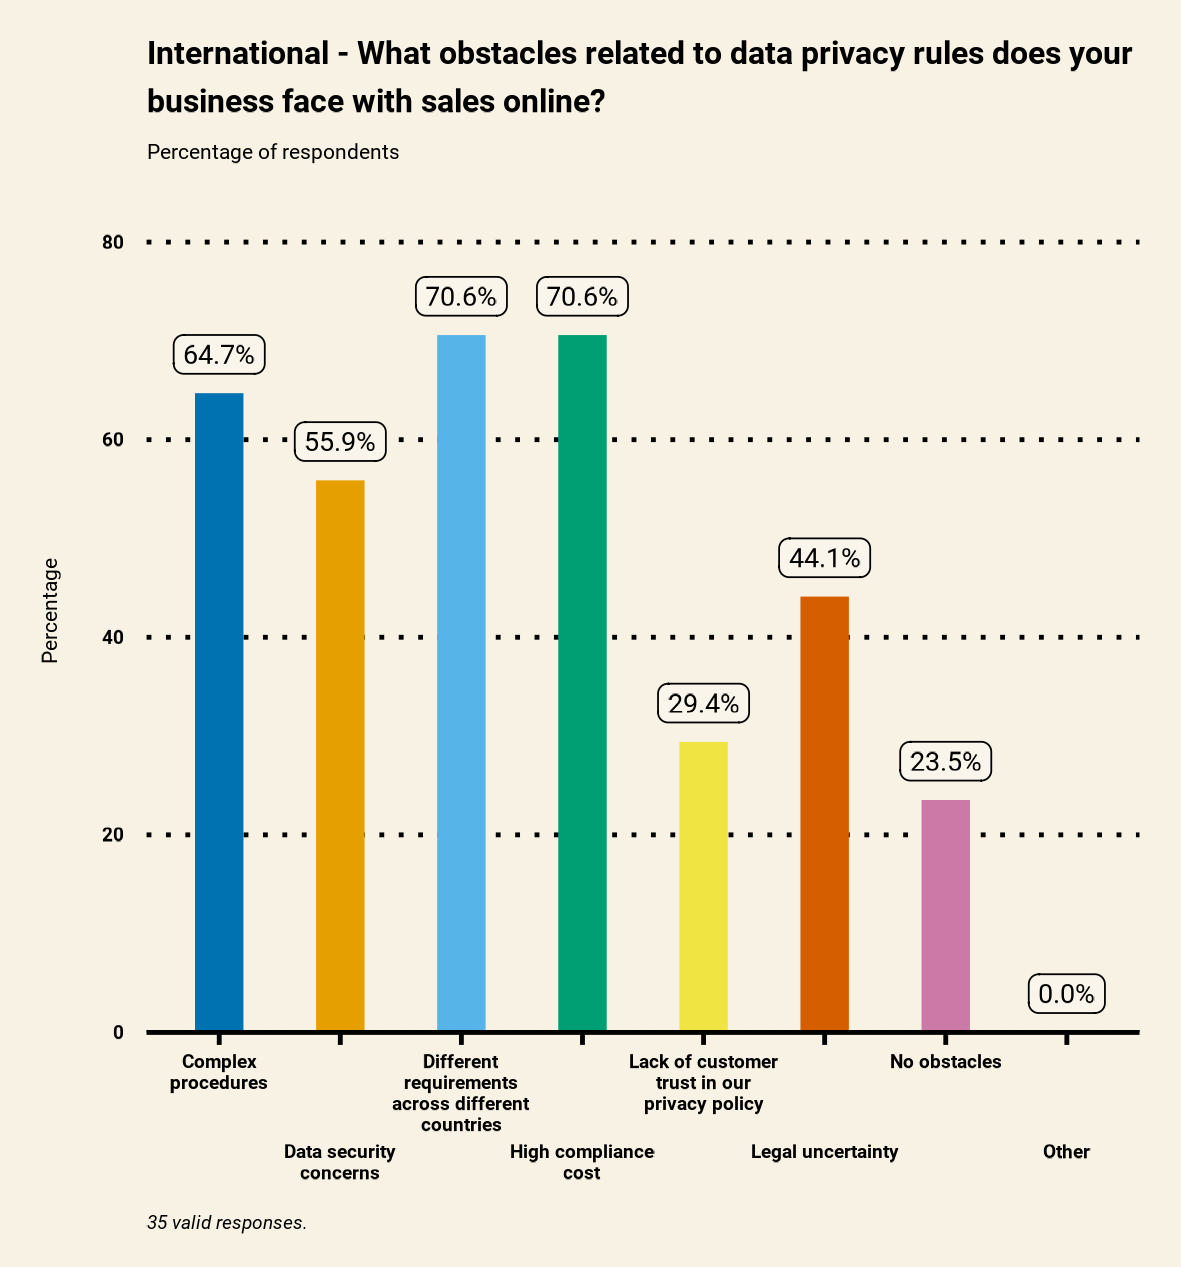 International - What obstacles related to data privacy rules does your
business face with sales online?
Percentage of respondents
80
70.6%
70.6%
64.7%
60
55.9%
44.1%
Percentage
40
29.4%
23.5%
20
0.0%
0
Complex
procedures
Data security
concerns
Different
requirements
across different
countries
High compliance
cost
Lack of customer
trust in our
privacy policy
Legal uncertainty
No obstacles
Other
35 valid responses.